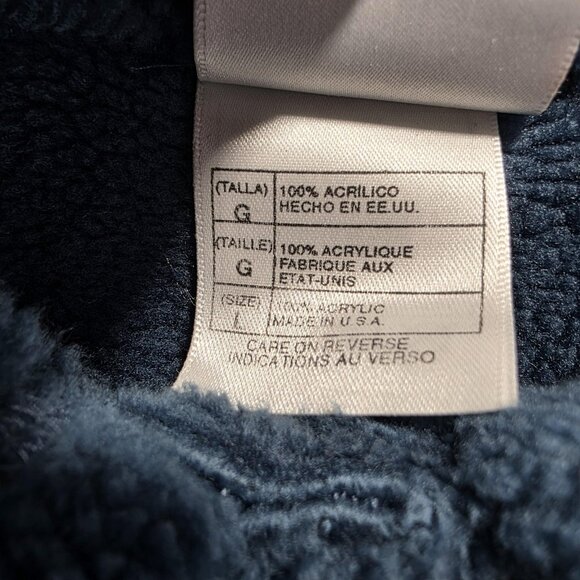 (TALLA) 100% ACRÍLICO
G HECHO EN EE.UU.
(TAILLE) 100% ACRYLIQUE
G FABRIQUE AUX
ETAT-UNIS
(SIZE) 100% ACRYLIC
L MADE IN U.S.A.
CARE ON REVERSE
INDICATIONS AU VERSO